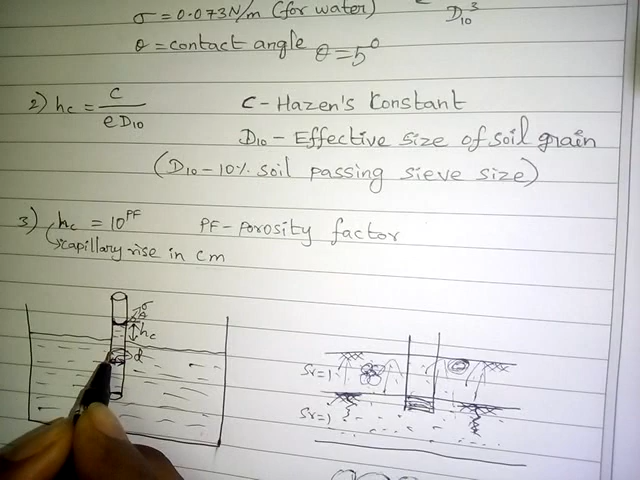 σ = 0.073 N/m (for water)
D₁₀³
θ = contact angle θ = 5°
2) hc = C / e D₁₀ C - Hazen's Constant
D₁₀ - Effective size of soil grain
(D₁₀ - 10% soil passing sieve size)
3) hc = 10^PF PF - porosity factor
capillary rise in cm
σ
θ
hc
d
Sr=1
Sr=1